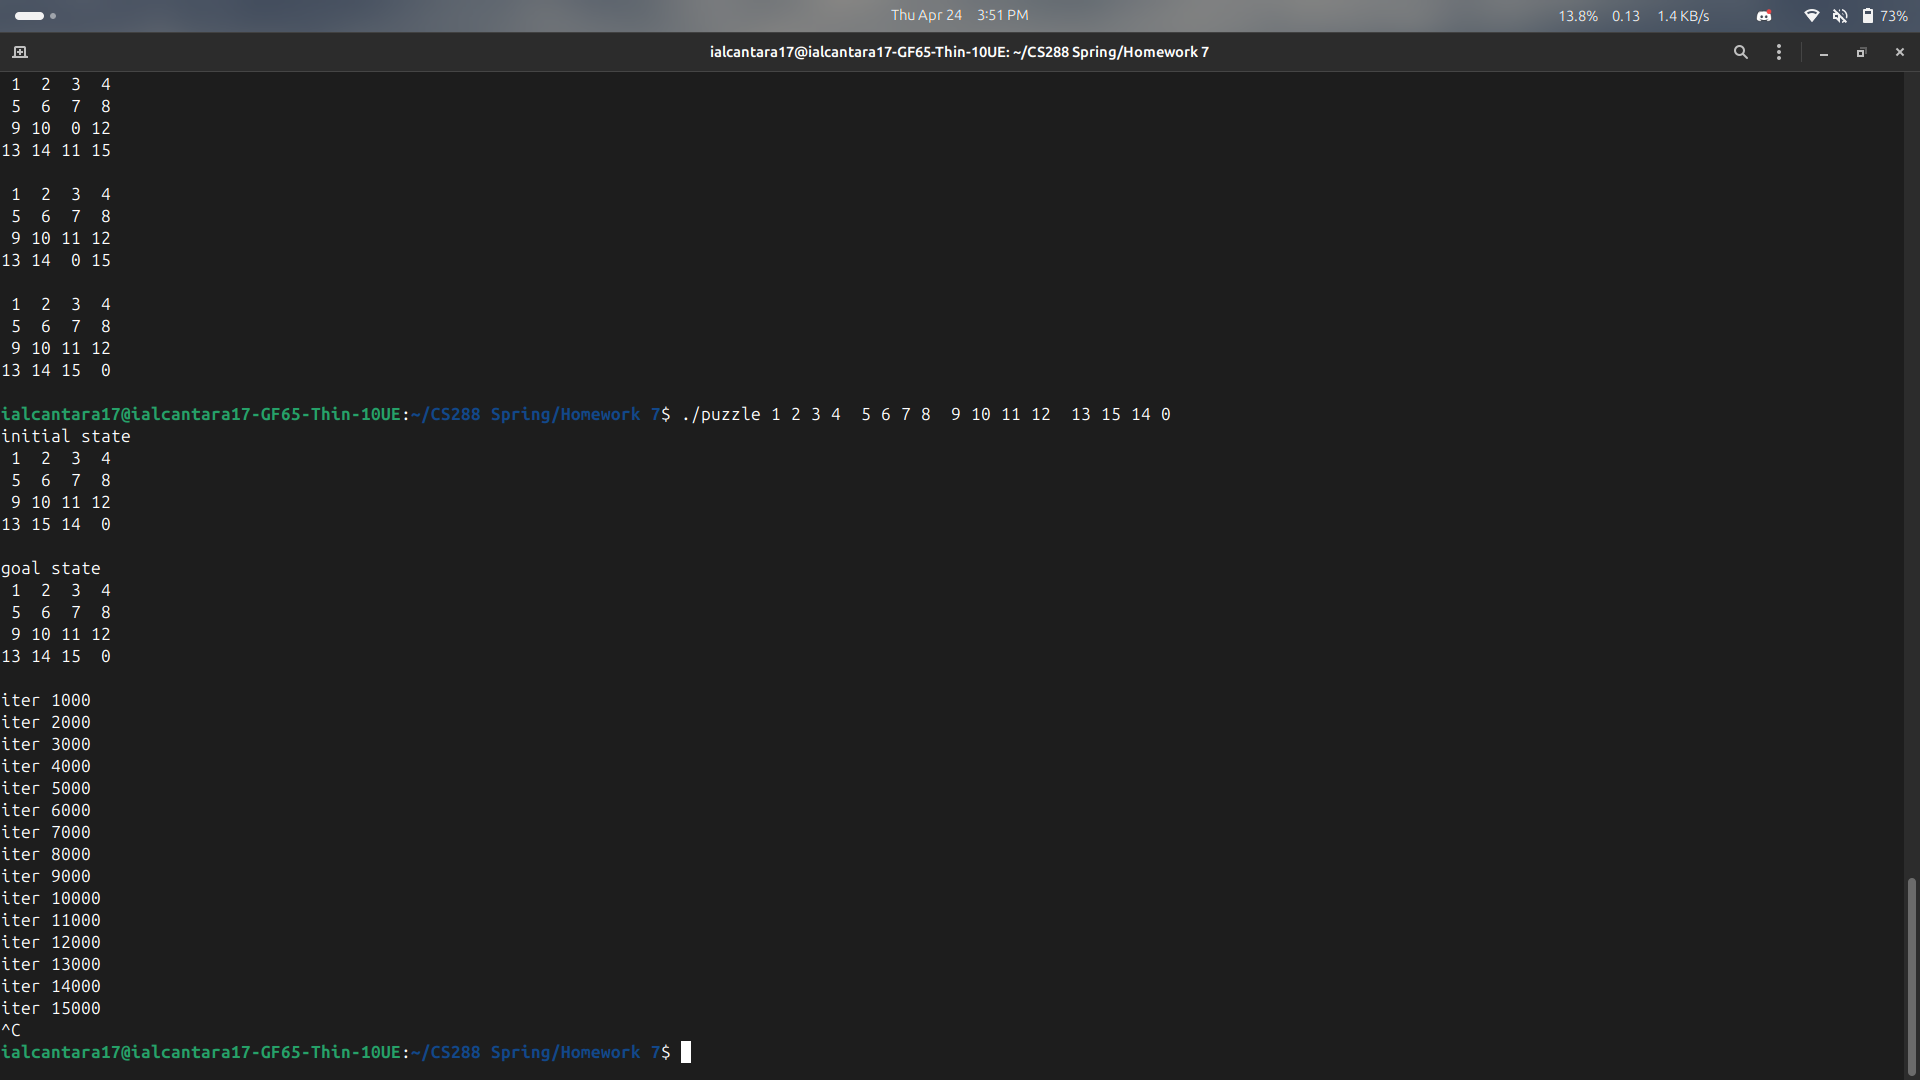 Thu Apr 24 3:51 PM
13.8% 0.13 1.4 KB/s 73%
ialcantara17@ialcantara17-GF65-Thin-10UE: ~/CS288 Spring/Homework 7
1 2 3 4
5 6 7 8
9 10 0 12
13 14 11 15
1 2 3 4
5 6 7 8
9 10 11 12
13 14 0 15
1 2 3 4
5 6 7 8
9 10 11 12
13 14 15 0
ialcantara17@ialcantara17-GF65-Thin-10UE:~/CS288 Spring/Homework 7$ ./puzzle 1 2 3 4  5 6 7 8  9 10 11 12  13 15 14 0
initial state
1 2 3 4
5 6 7 8
9 10 11 12
13 15 14 0
goal state
1 2 3 4
5 6 7 8
9 10 11 12
13 14 15 0
iter 1000
iter 2000
iter 3000
iter 4000
iter 5000
iter 6000
iter 7000
iter 8000
iter 9000
iter 10000
iter 11000
iter 12000
iter 13000
iter 14000
iter 15000
^C
ialcantara17@ialcantara17-GF65-Thin-10UE:~/CS288 Spring/Homework 7$